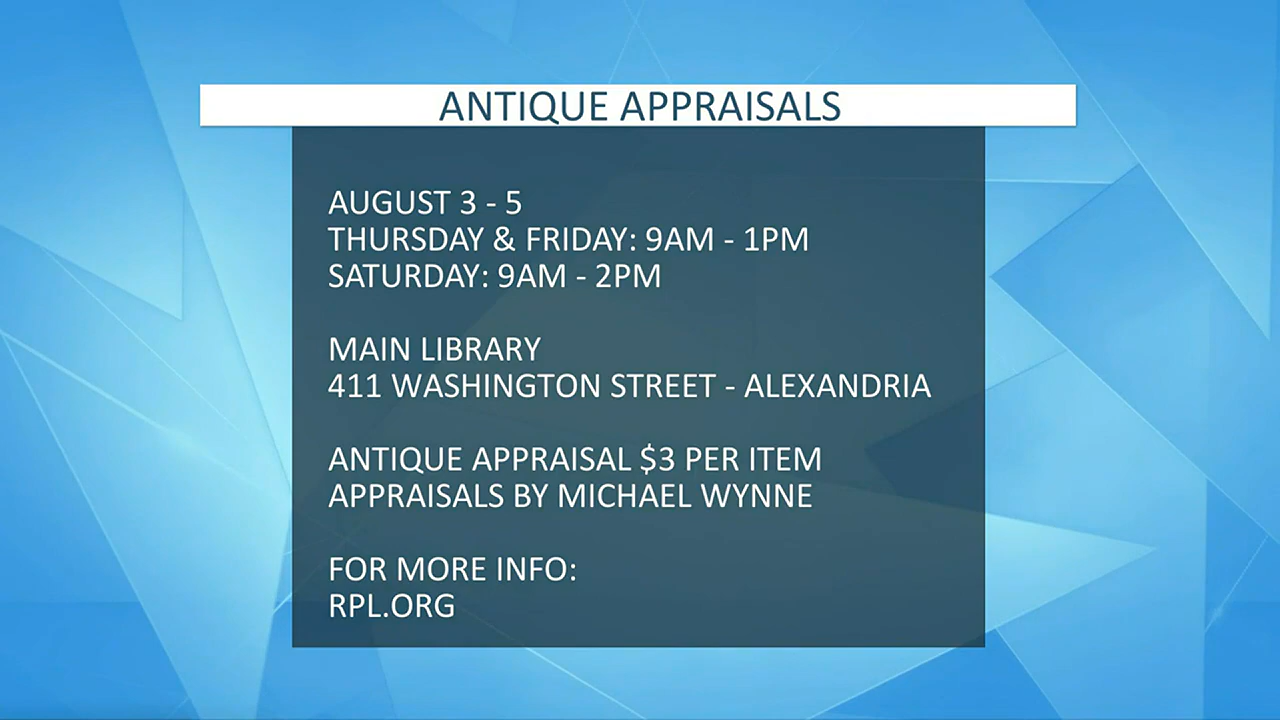 ANTIQUE APPRAISALS
AUGUST 3 - 5
THURSDAY & FRIDAY: 9AM - 1PM
SATURDAY: 9AM - 2PM
MAIN LIBRARY
411 WASHINGTON STREET - ALEXANDRIA
ANTIQUE APPRAISAL $3 PER ITEM
APPRAISALS BY MICHAEL WYNNE
FOR MORE INFO:
RPL.ORG